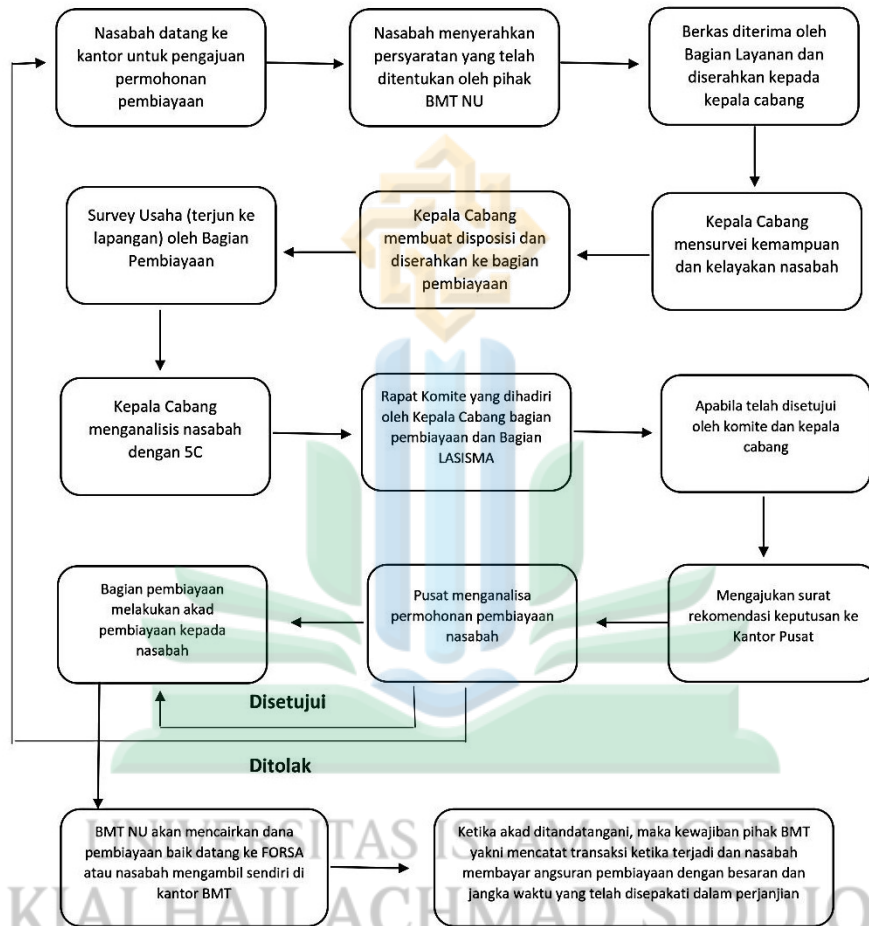 Nasabah datang ke
kantor untuk pengajuan
permohonan
pembiayaan
Nasabah menyerahkan
persyaratan yang telah
ditentukan oleh pihak
BMT NU
Berkas diterima oleh
Bagian Layanan dan
diserahkan kepada
kepala cabang
Survey Usaha (terjun ke
lapangan) oleh Bagian
Pembiayaan
Kepala Cabang
membuat disposisi dan
diserahkan ke bagian
pembiayaan
Kepala Cabang
mensurvei kemampuan
dan kelayakan nasabah
Kepala Cabang
menganalisis nasabah
dengan 5C
Rapat Komite yang dihadiri
oleh Kepala Cabang bagian
pembiayaan dan Bagian
LASISMA
Apabila telah disetujui
oleh komite dan kepala
cabang
Bagian pembiayaan
melakukan akad
pembiayaan kepada
nasabah
Pusat menganalisa
permohonan pembiayaan
nasabah
Mengajukan surat
rekomendasi keputusan ke
Kantor Pusat
Disetujui
Ditolak
BMT NU akan mencairkan dana
pembiayaan baik datang ke FORSA
atau nasabah mengambil sendiri di
kantor BMT
Ketika akad ditandatangani, maka kewajiban pihak BMT
yakni mencatat transaksi ketika terjadi dan nasabah
membayar angsuran pembiayaan dengan besaran dan
jangka waktu yang telah disepakati dalam perjanjian
UNIVERSITAS ISLAM NEGERI
KIAI HAJI ACHMAD SIDDIQ